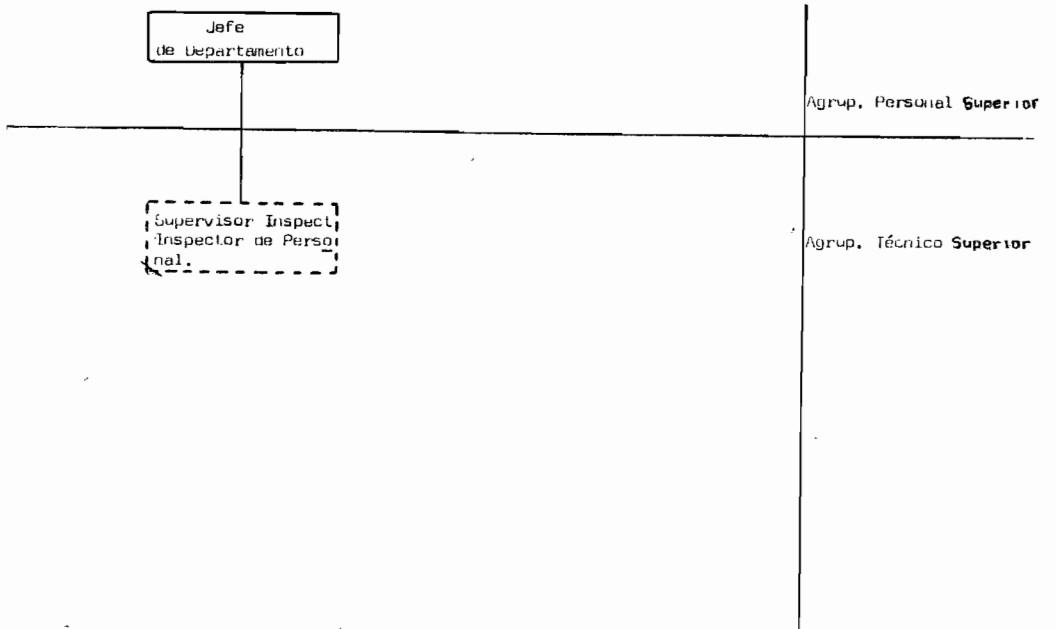 Jefe
de Departamento
Agrup. Personal Superior
Supervisor Inspect
Inspector de Perso
nal.
Agrup. Técnico Superior